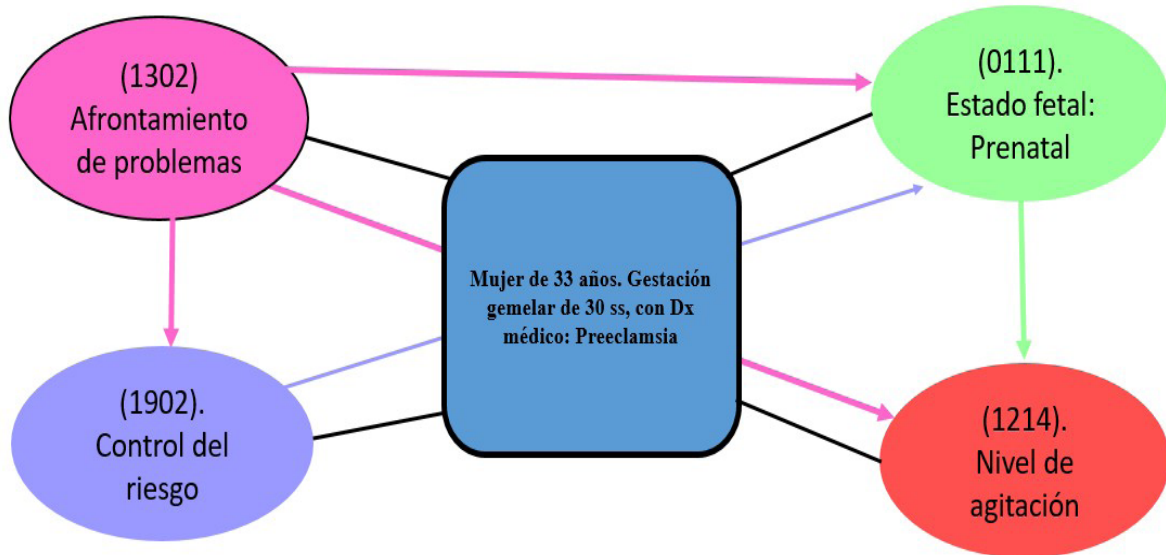 (1302)
Afrontamiento
de problemas
(0111).
Estado fetal:
Prenatal
Mujer de 33 años. Gestación
gemelar de 30 ss, con Dx
médico: Preeclamsia
(1902).
Control del
riesgo
(1214).
Nivel de
agitación